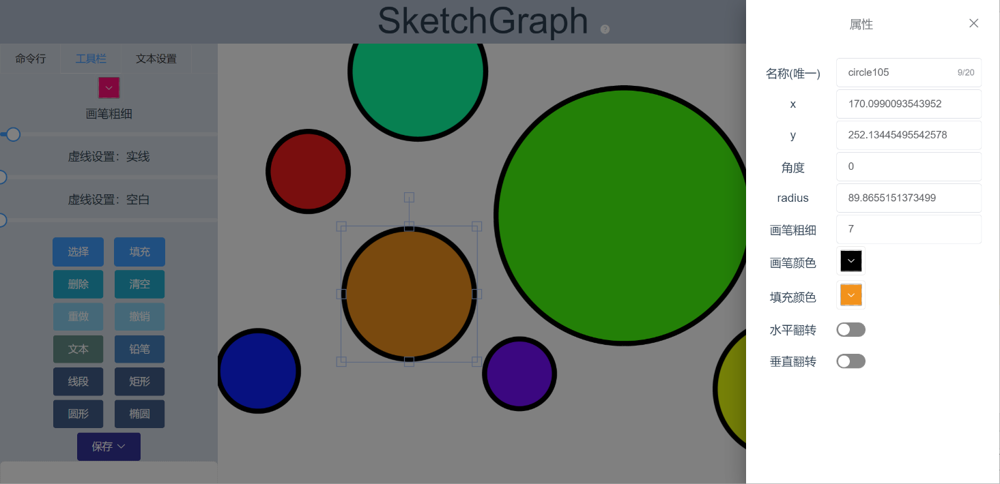 SketchGraph ?
命令行 工具栏 文本设置
画笔粗细
虚线设置：实线
虚线设置：空白
选择 填充
删除 清空
重做 撤销
文本 铅笔
线段 矩形
圆形 椭圆
保存
属性
名称(唯一) circle105 9/20
x 170.0990093543952
y 252.13445495542578
角度 0
radius 89.8655151373499
画笔粗细 7
画笔颜色
填充颜色
水平翻转
垂直翻转